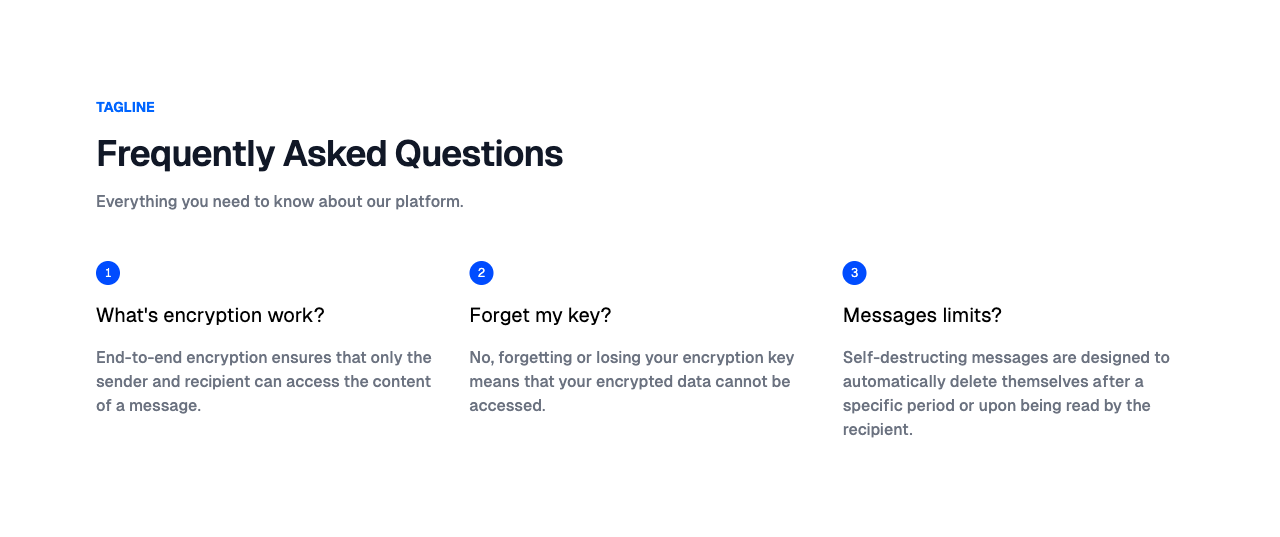 TAGLINE
Frequently Asked Questions
Everything you need to know about our platform.
1
What's encryption work?
End-to-end encryption ensures that only the
sender and recipient can access the content
of a message.
2
Forget my key?
No, forgetting or losing your encryption key
means that your encrypted data cannot be
accessed.
3
Messages limits?
Self-destructing messages are designed to
automatically delete themselves after a
specific period or upon being read by the
recipient.